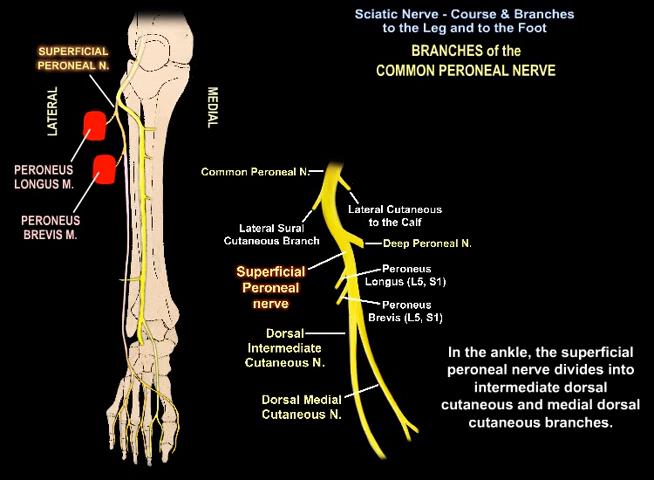 Sciatic Nerve - Course & Branches
to the Leg and to the Foot
BRANCHES of the
COMMON PERONEAL NERVE
SUPERFICIAL
PERONEAL N.
LATERAL
MEDIAL
PERONEUS
LONGUS M.
PERONEUS
BREVIS M.
Common Peroneal N.
Lateral Cutaneous
to the Calf
Lateral Sural
Cutaneous Branch
Deep Peroneal N.
Superficial
Peroneal
nerve
Peroneus
Longus (L5, S1)
Peroneus
Brevis (L5, S1)
Dorsal
Intermediate
Cutaneous N.
Dorsal Medial
Cutaneous N.
In the ankle, the superficial
peroneal nerve divides into
intermediate dorsal
cutaneous and medial dorsal
cutaneous branches.